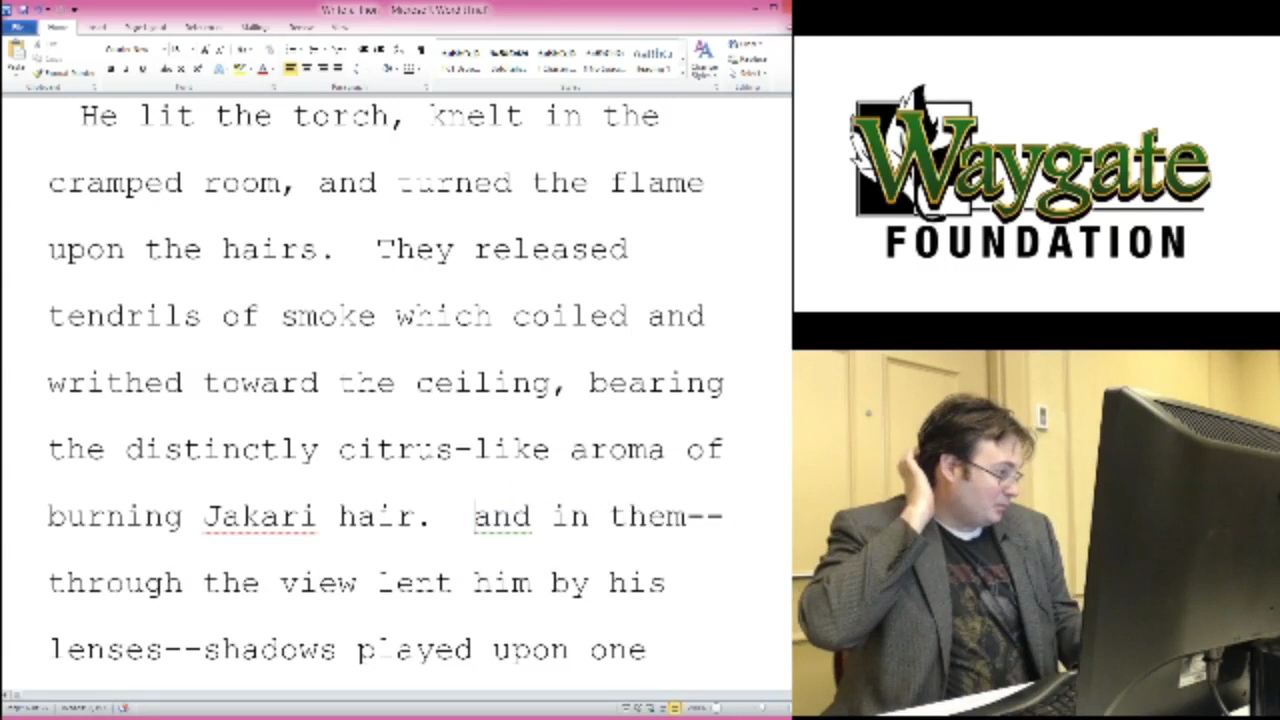 He lit the torch, knelt in the
cramped room, and turned the flame
upon the hairs.  They released
tendrils of smoke which coiled and
writhed toward the ceiling, bearing
the distinctly citrus-like aroma of
burning Jakari hair.  and in them--
through the view lent him by his
lenses--shadows played upon one
Waygate
FOUNDATION